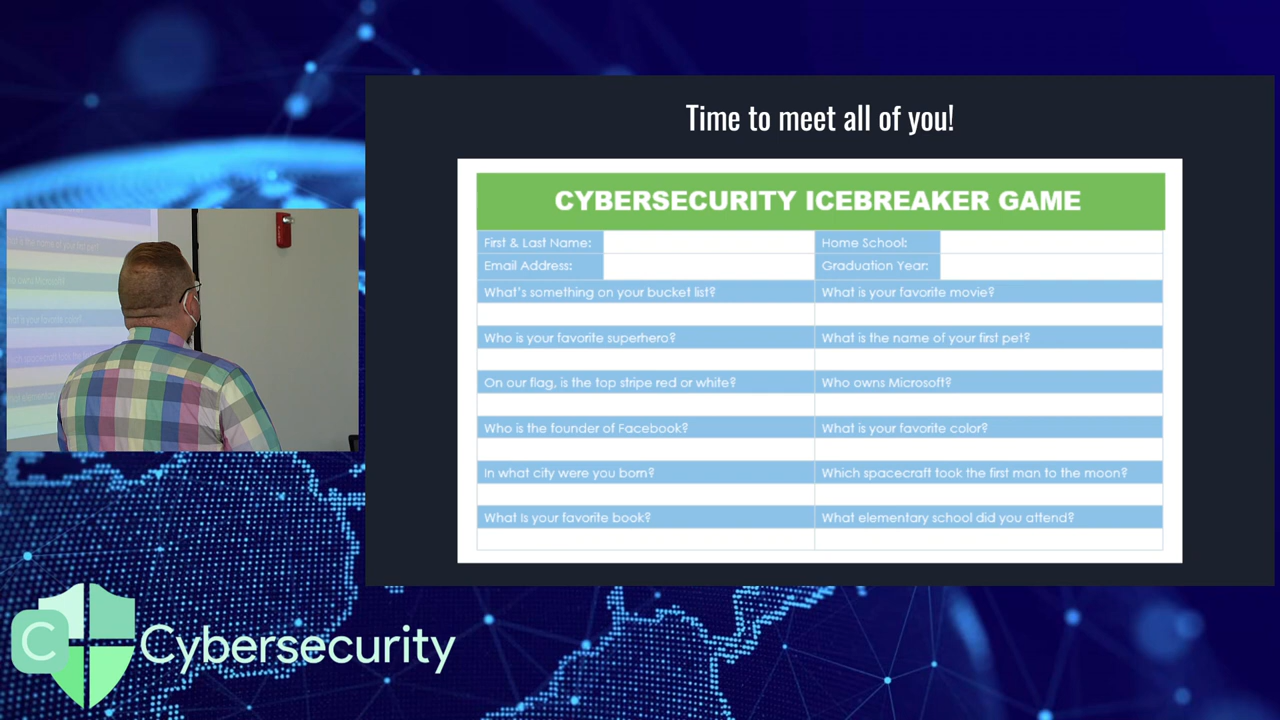 Time to meet all of you!
CYBERSECURITY ICEBREAKER GAME
First & Last Name:
Home School:
Email Address:
Graduation Year:
What's something on your bucket list?
What is your favorite movie?
Who is your favorite superhero?
What is the name of your first pet?
On our flag, is the top stripe red or white?
Who owns Microsoft?
Who is the founder of Facebook?
What is your favorite color?
In what city were you born?
Which spacecraft took the first man to the moon?
What Is your favorite book?
What elementary school did you attend?
C Cybersecurity